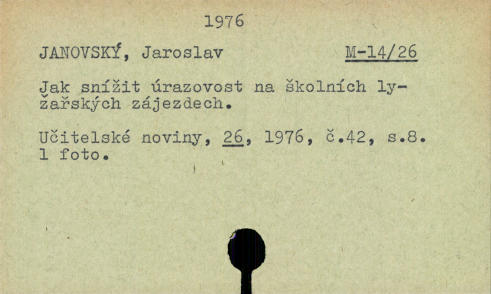 1976
JANOVSKÝ, Jaroslav M-14/26
Jak snížit úrazovost na školních ly-
žařských zájezdech.
Učitelské noviny, 26, 1976, č.42, s.8.
1 foto.